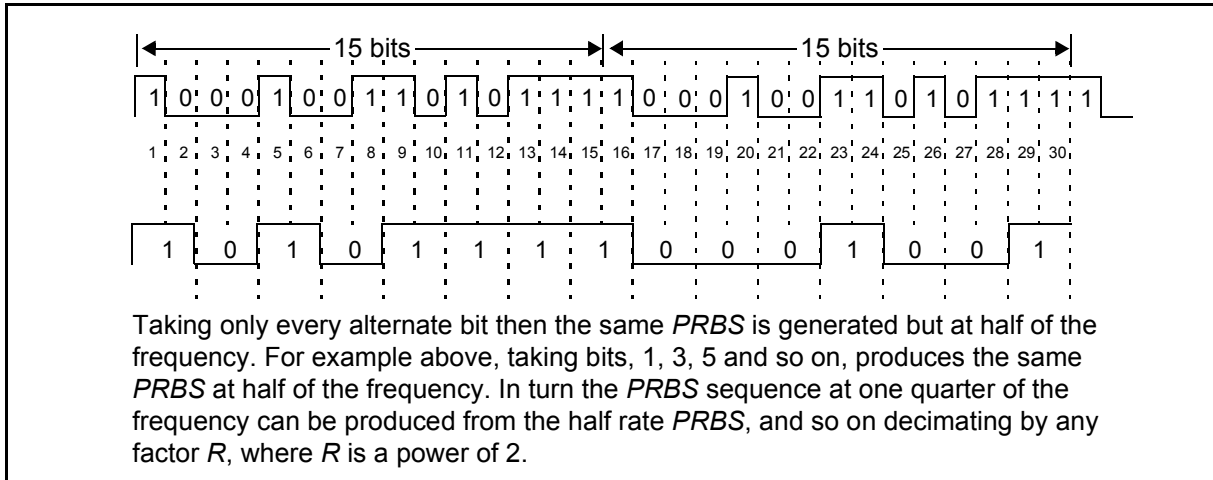 15 bits 15 bits
1 0 0 0 1 0 0 1 1 0 1 0 1 1 1 1 0 0 0 1 0 0 1 1 0 1 0 1 1 1 1
1 2 3 4 5 6 7 8 9 10 11 12 13 14 15 16 17 18 19 20 21 22 23 24 25 26 27 28 29 30
1 0 1 0 1 1 1 1 0 0 0 1 0 0 1
Taking only every alternate bit then the same PRBS is generated but at half of the
frequency. For example above, taking bits, 1, 3, 5 and so on, produces the same
PRBS at half of the frequency. In turn the PRBS sequence at one quarter of the
frequency can be produced from the half rate PRBS, and so on decimating by any
factor R, where R is a power of 2.